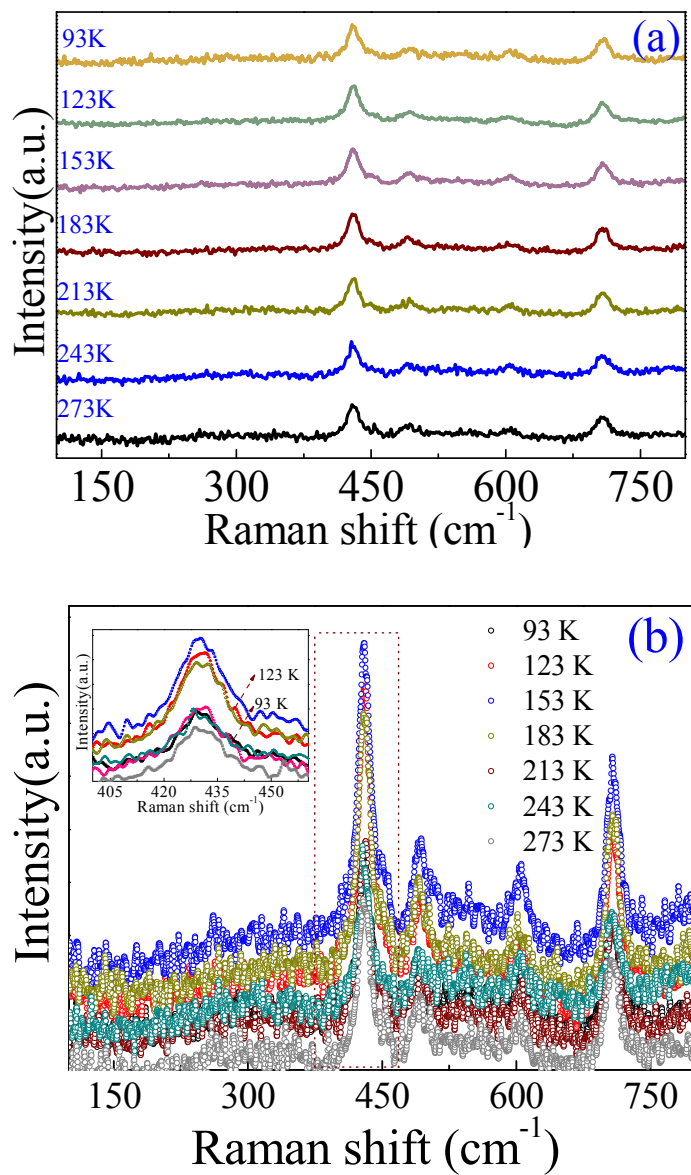 (a)
93K
123K
153K
183K
213K
243K
273K
Intensity(a.u.)
150 300 450 600 750
Raman shift (cm-1)
(b)
93 K
123 K
153 K
183 K
213 K
243 K
273 K
123 K
93 K
Intensity(a.u.)
405 420 435 450
Raman shift (cm-1)
Intensity(a.u.)
150 300 450 600 750
Raman shift (cm-1)